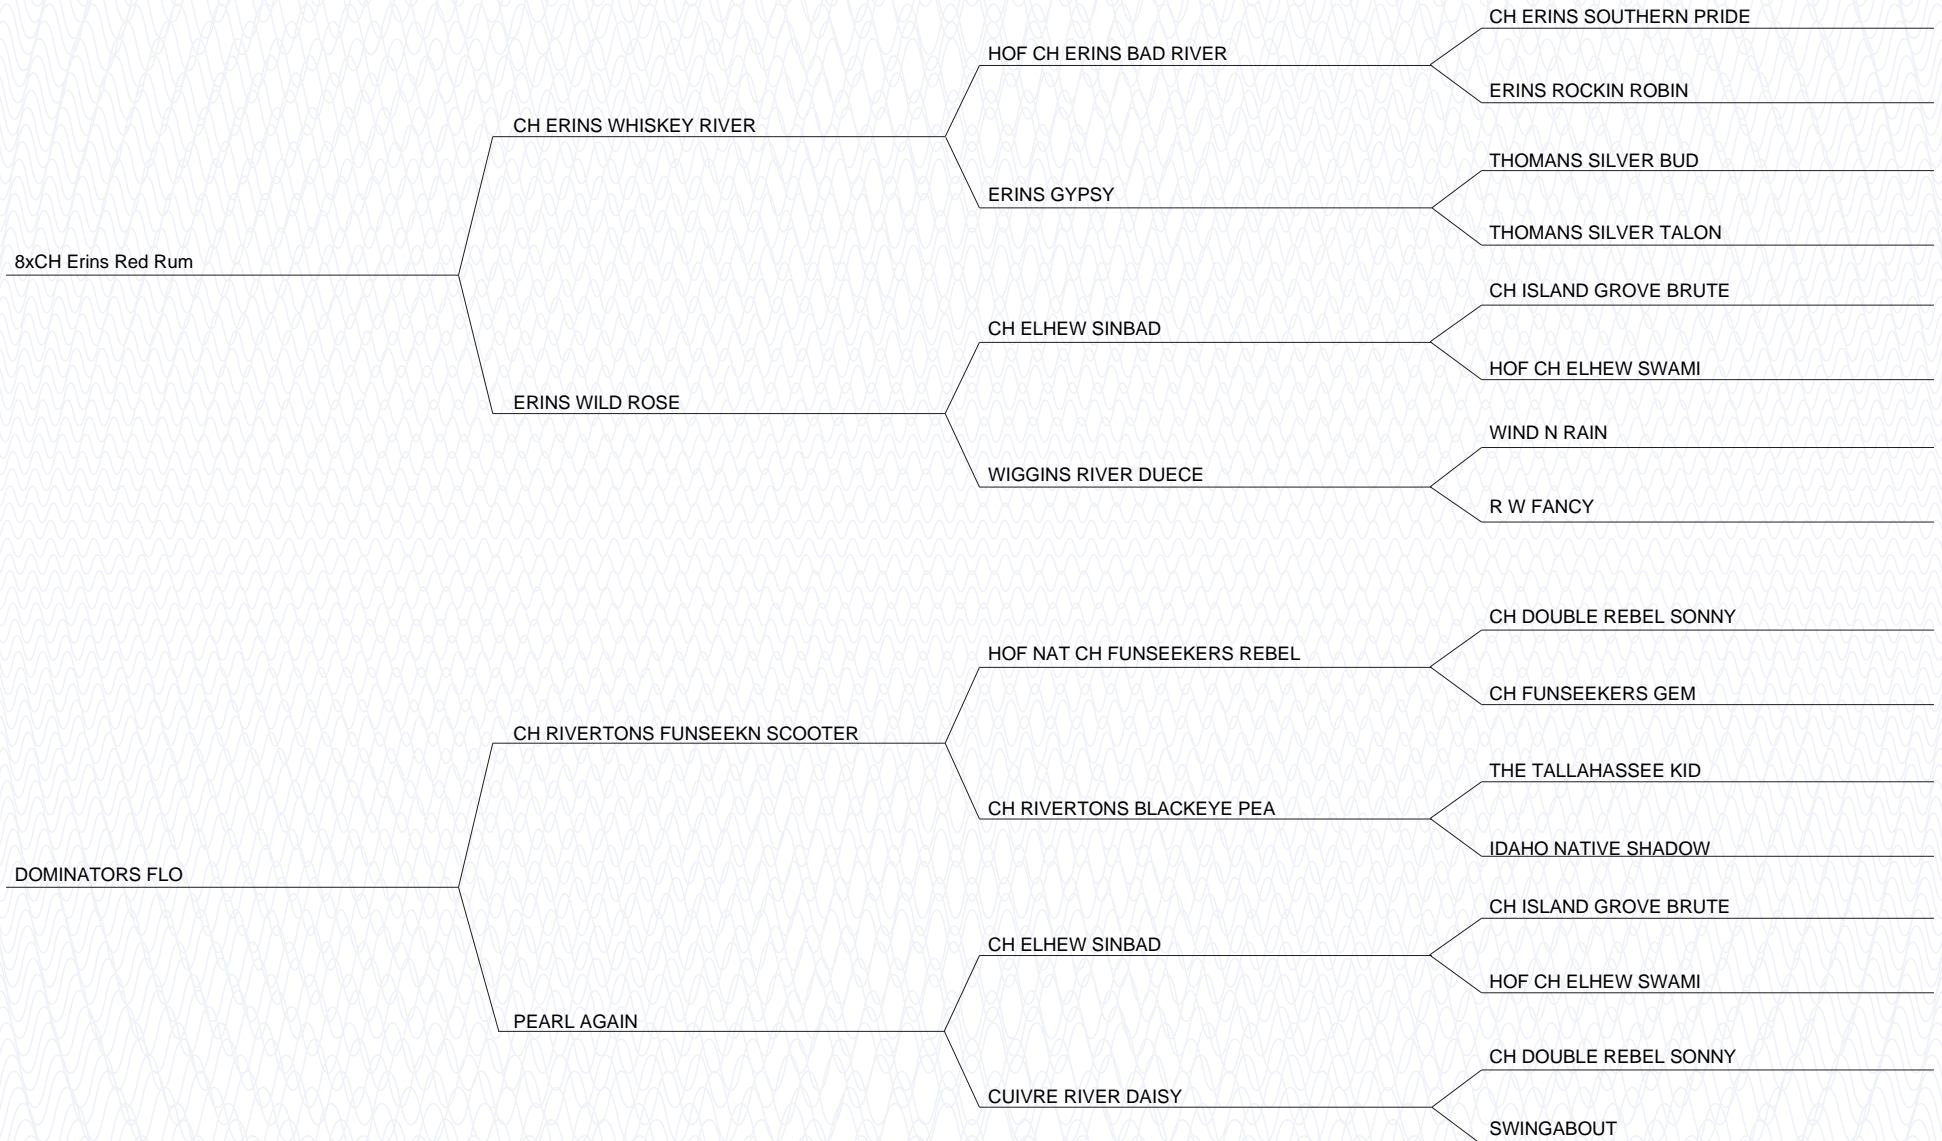 CH ERINS SOUTHERN PRIDE
HOF CH ERINS BAD RIVER
ERINS ROCKIN ROBIN
CH ERINS WHISKEY RIVER
THOMANS SILVER BUD
ERINS GYPSY
THOMANS SILVER TALON
8xCH Erins Red Rum
CH ISLAND GROVE BRUTE
CH ELHEW SINBAD
HOF CH ELHEW SWAMI
ERINS WILD ROSE
WIND N RAIN
WIGGINS RIVER DUECE
R W FANCY
CH DOUBLE REBEL SONNY
HOF NAT CH FUNSEEKERS REBEL
CH FUNSEEKERS GEM
CH RIVERTONS FUNSEEKN SCOOTER
THE TALLAHASSEE KID
CH RIVERTONS BLACKEYE PEA
IDAHO NATIVE SHADOW
DOMINATORS FLO
CH ISLAND GROVE BRUTE
CH ELHEW SINBAD
HOF CH ELHEW SWAMI
PEARL AGAIN
CH DOUBLE REBEL SONNY
CUIVRE RIVER DAISY
SWINGABOUT